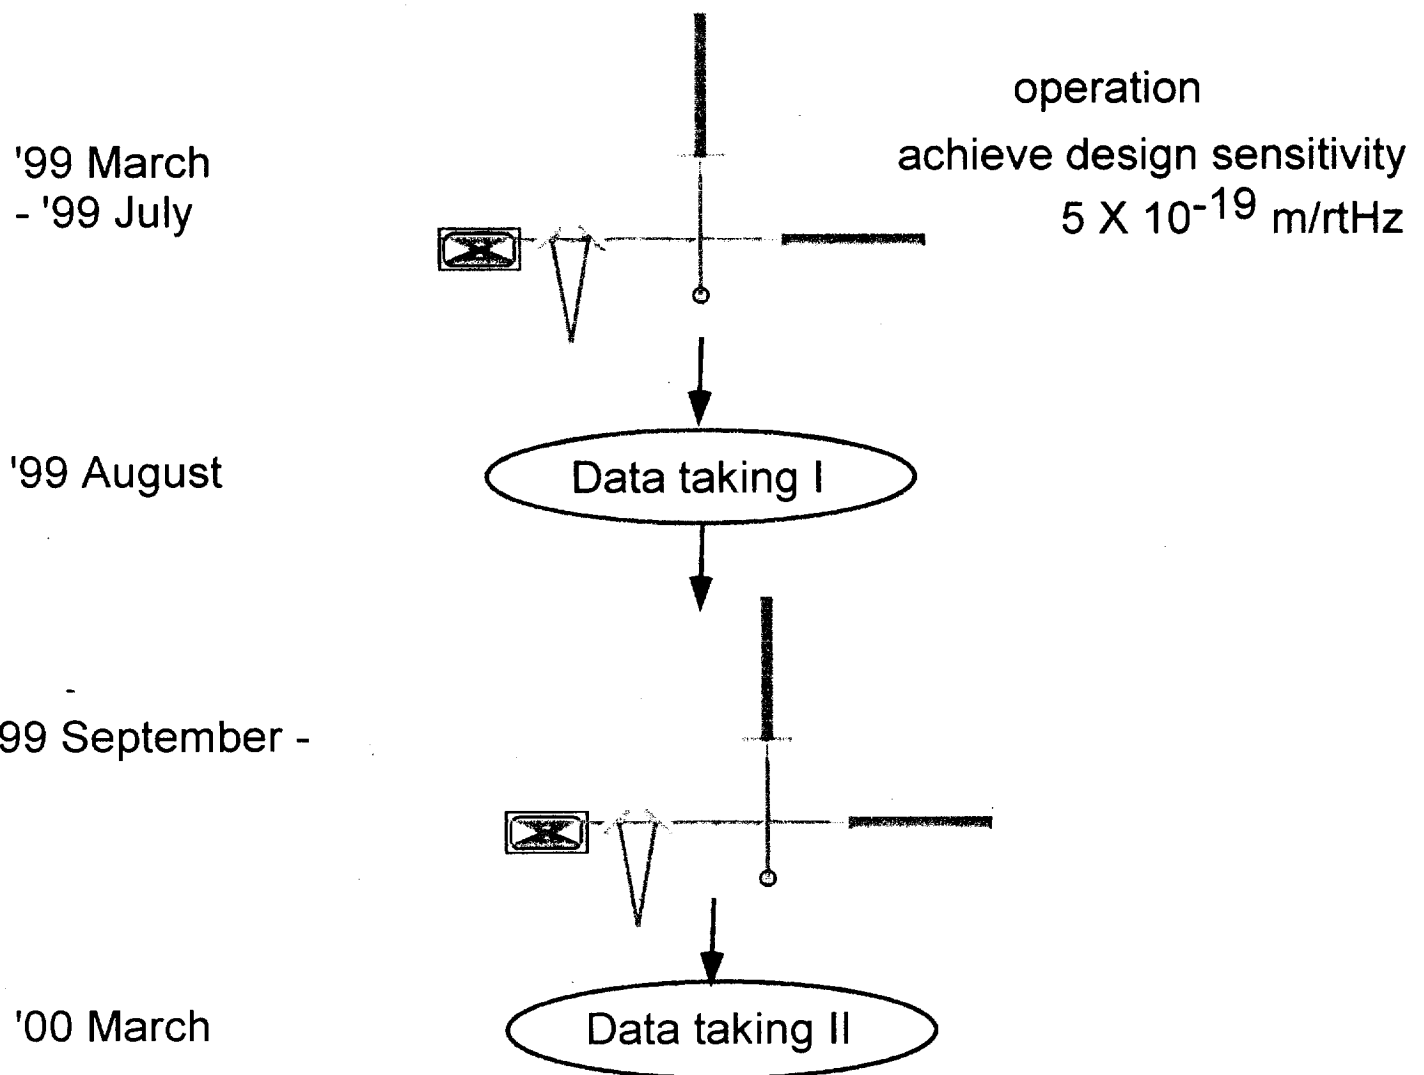 operation
'99 March
- '99 July
achieve design sensitivity
5 X 10-19 m/rtHz
'99 August
Data taking I
-
99 September -
'00 March
Data taking II